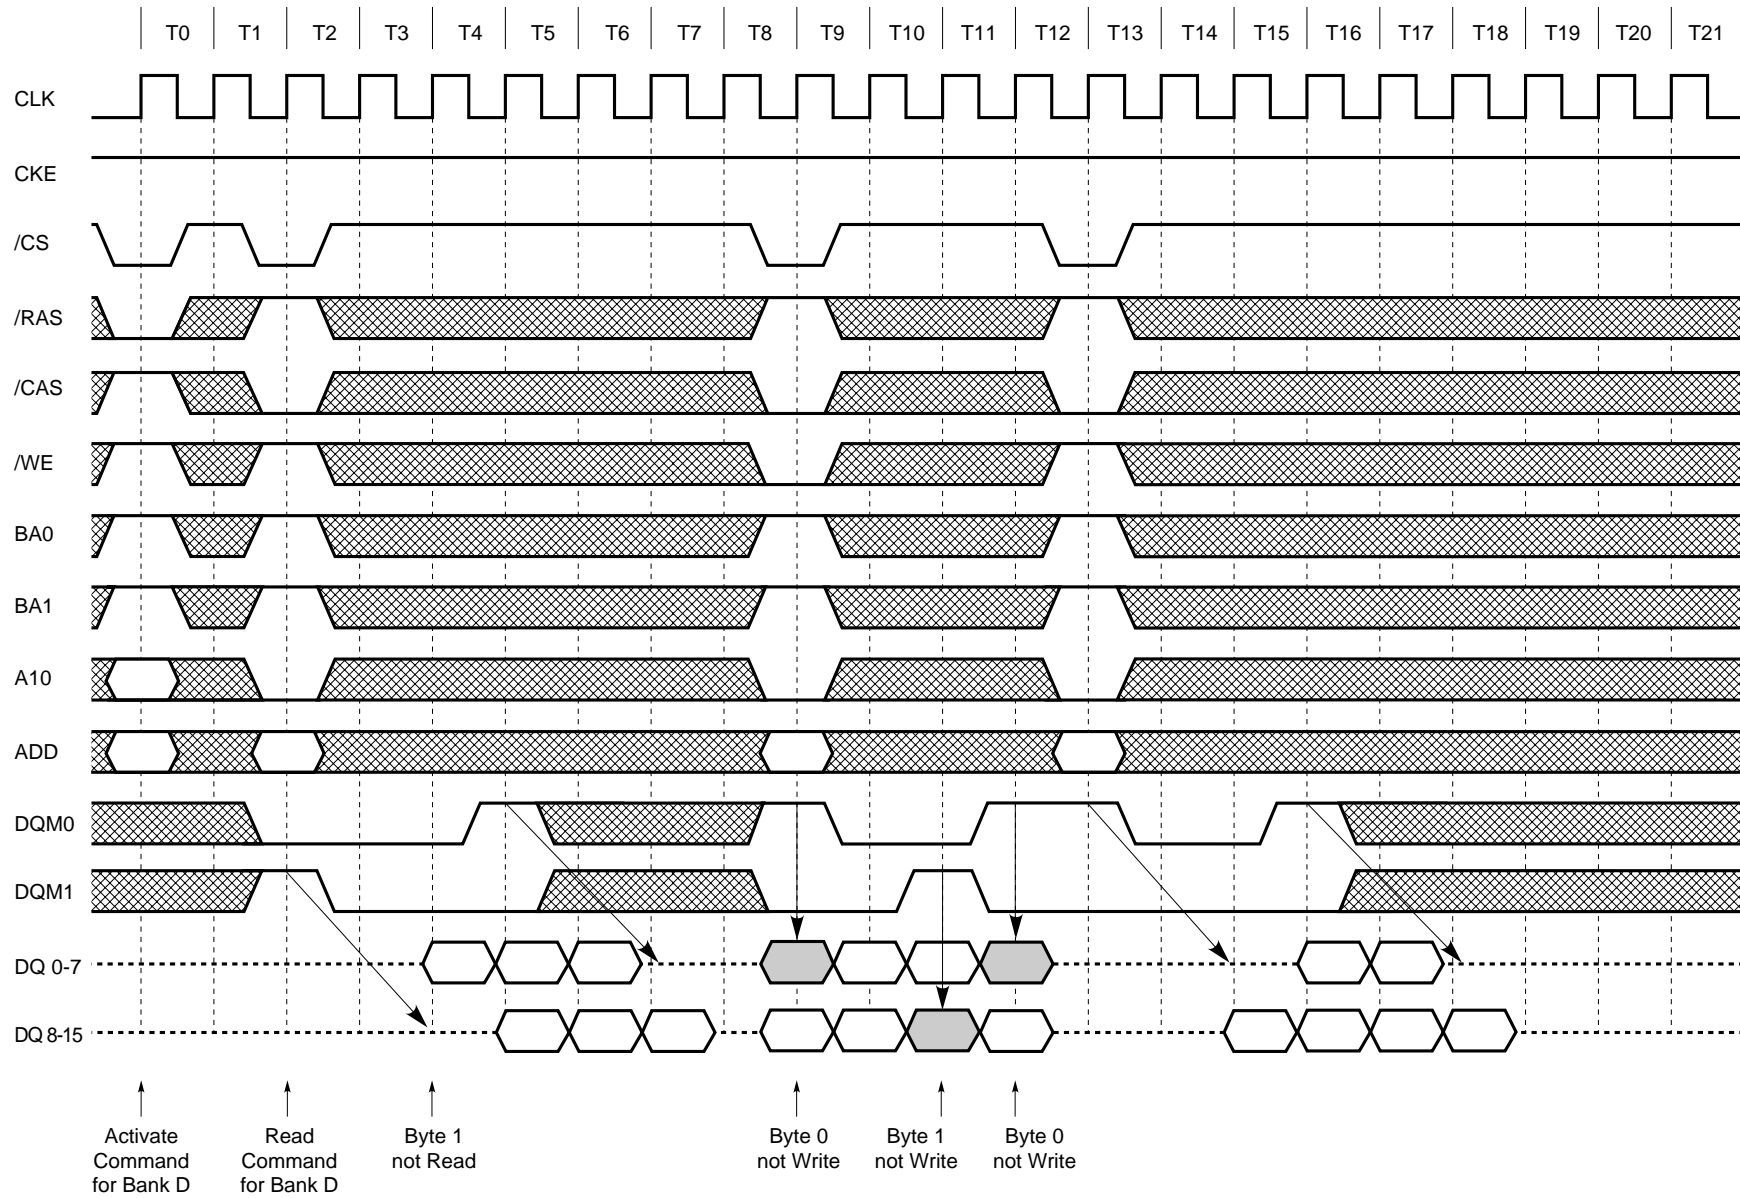 T0 T1 T2 T3 T4 T5 T6 T7 T8 T9 T10 T11 T12 T13 T14 T15 T16 T17 T18 T19 T20 T21
CLK
CKE
/CS
/RAS
/CAS
/WE
BA0
BA1
A10
ADD
DQM0
DQM1
DQ 0-7
DQ 8-15
Activate
Command
for Bank D
Read
Command
for Bank D
Byte 1
not Read
Byte 0
not Write
Byte 1
not Write
Byte 0
not Write